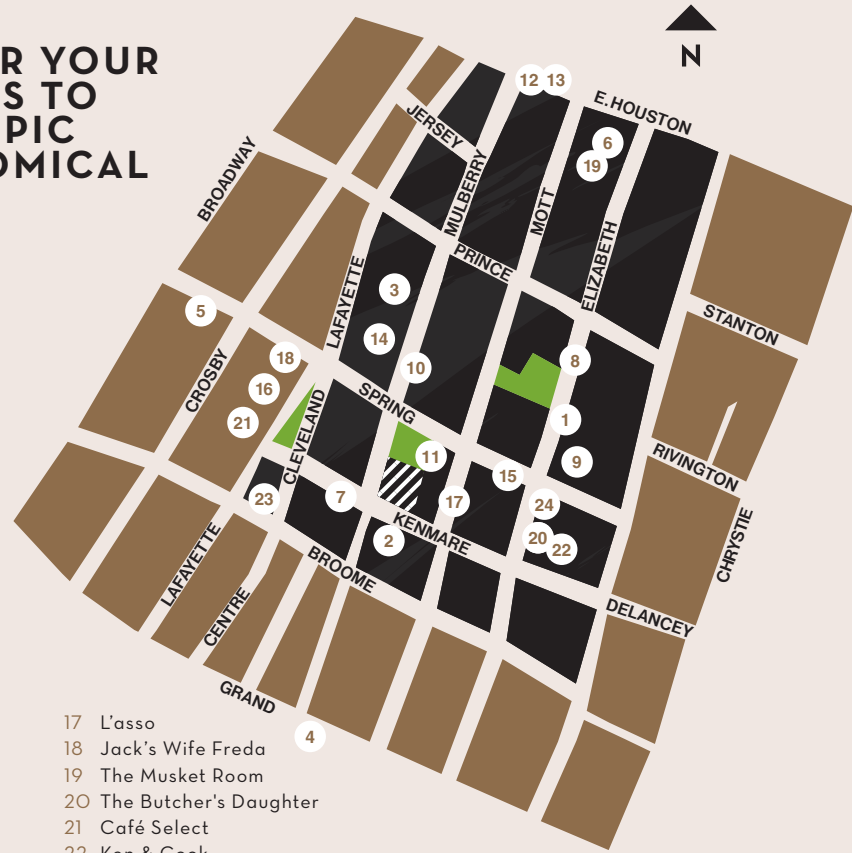 R YOUR
S TO
PIC
OMICAL
N
12 13
E. HOUSTON
JERSEY
6
19
BROADWAY
MULBERRY
MOTT
ELIZABETH
PRINCE
LAFAYETTE
3
5
STANTON
14
18
10
8
CROSBY
16
SPRING
21
CLEVELAND
1
11
9
RIVINGTON
15
23
7
17
24
CHRYSTIE
KENMARE
2
20
22
LAFAYETTE
BROOME
CENTRE
DELANCEY
GRAND
4
17 L'asso
18 Jack's Wife Freda
19 The Musket Room
20 The Butcher's Daughter
21 Café Select
22 Ken & Cook